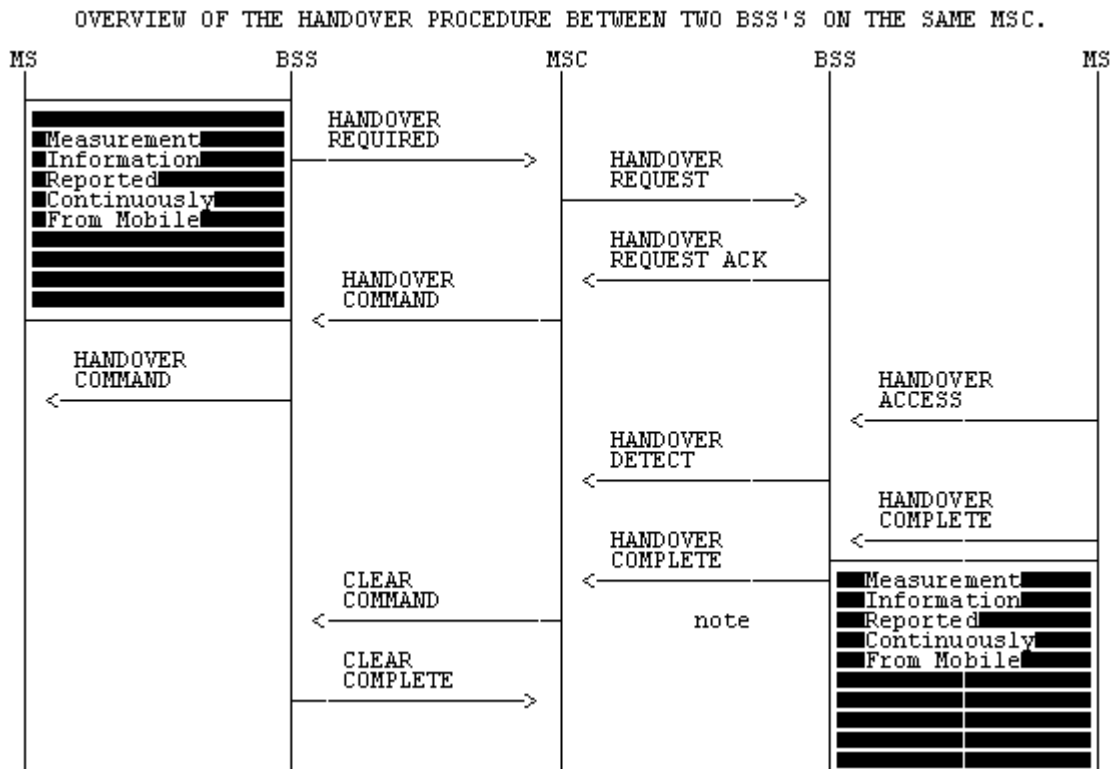 OVERVIEW OF THE HANDOVER PROCEDURE BETWEEN TWO BSS'S ON THE SAME MSC.
MS BSS MSC BSS MS
HANDOVER
REQUIRED
Measurement
Information
Reported
Continuously
From Mobile
HANDOVER
REQUEST
HANDOVER
REQUEST ACK
HANDOVER
COMMAND
HANDOVER
COMMAND
HANDOVER
ACCESS
HANDOVER
DETECT
HANDOVER
COMPLETE
HANDOVER
COMPLETE
CLEAR
COMMAND
note
Measurement
Information
Reported
Continuously
From Mobile
CLEAR
COMPLETE